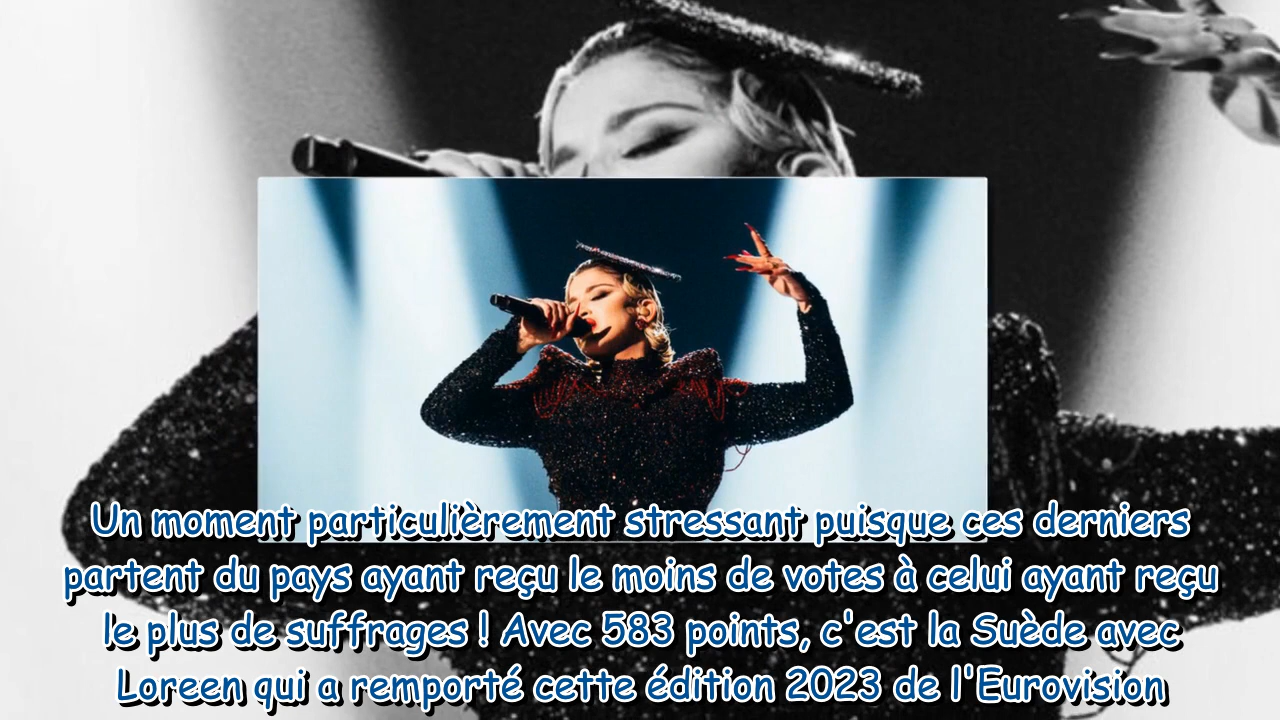 Un moment particulièrement stressant puisque ces derniers
partent du pays ayant reçu le moins de votes à celui ayant reçu
le plus de suffrages ! Avec 583 points, c'est la Suède avec
Loreen qui a remporté cette édition 2023 de l'Eurovision